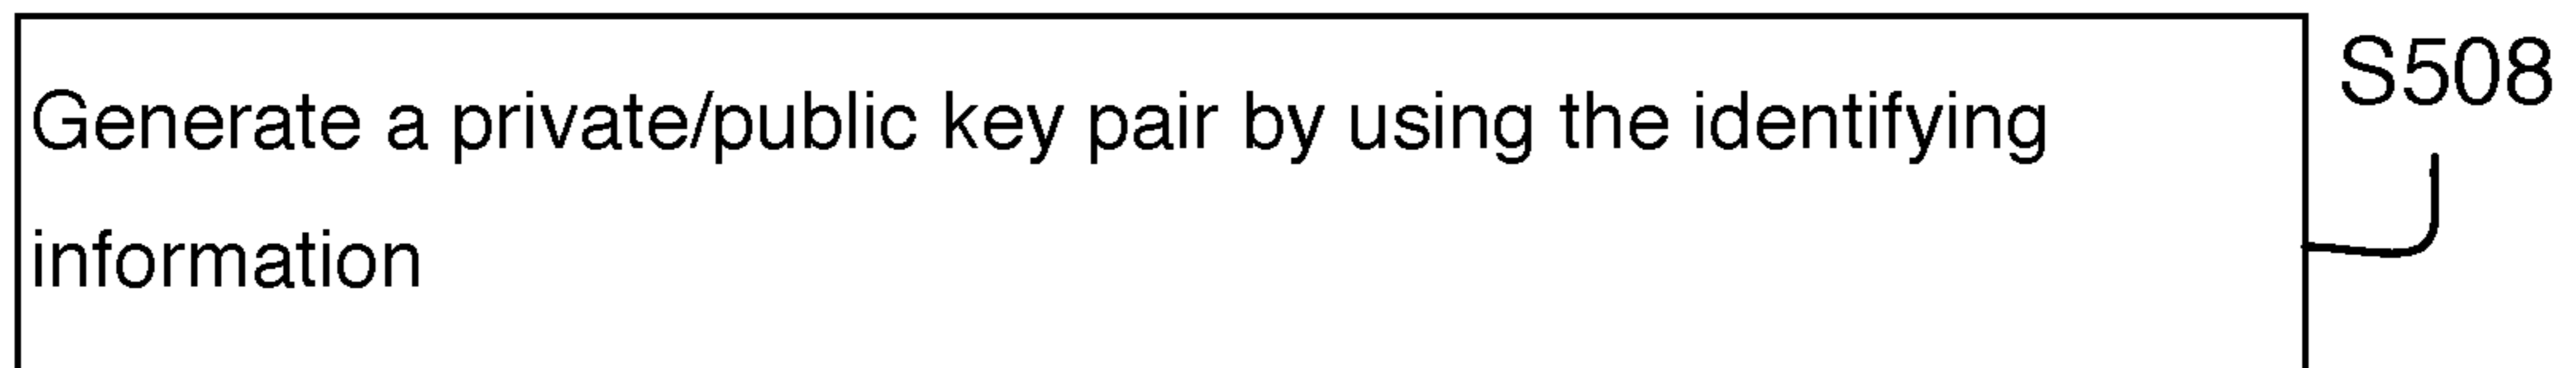 S508
Generate a private/public key pair by using the identifying
information